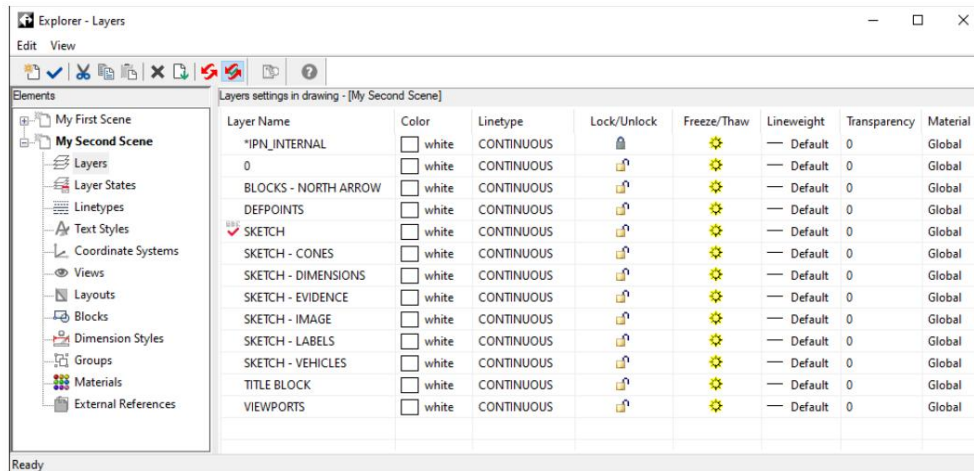 Explorer - Layers
Edit View
Elements
Layers settings in drawing - [My Second Scene]
My First Scene
My Second Scene
Layers
Layer States
Linetypes
Text Styles
Coordinate Systems
Views
Layouts
Blocks
Dimension Styles
Groups
Materials
External References
Layer Name Color Linetype Lock/Unlock Freeze/Thaw Lineweight Transparency Material
*IPN_INTERNAL white CONTINUOUS Default 0 Global
0 white CONTINUOUS Default 0 Global
BLOCKS - NORTH ARROW white CONTINUOUS Default 0 Global
DEFPOINTS white CONTINUOUS Default 0 Global
SKETCH white CONTINUOUS Default 0 Global
SKETCH - CONES white CONTINUOUS Default 0 Global
SKETCH - DIMENSIONS white CONTINUOUS Default 0 Global
SKETCH - EVIDENCE white CONTINUOUS Default 0 Global
SKETCH - IMAGE white CONTINUOUS Default 0 Global
SKETCH - LABELS white CONTINUOUS Default 0 Global
SKETCH - VEHICLES white CONTINUOUS Default 0 Global
TITLE BLOCK white CONTINUOUS Default 0 Global
VIEWPORTS white CONTINUOUS Default 0 Global
Ready